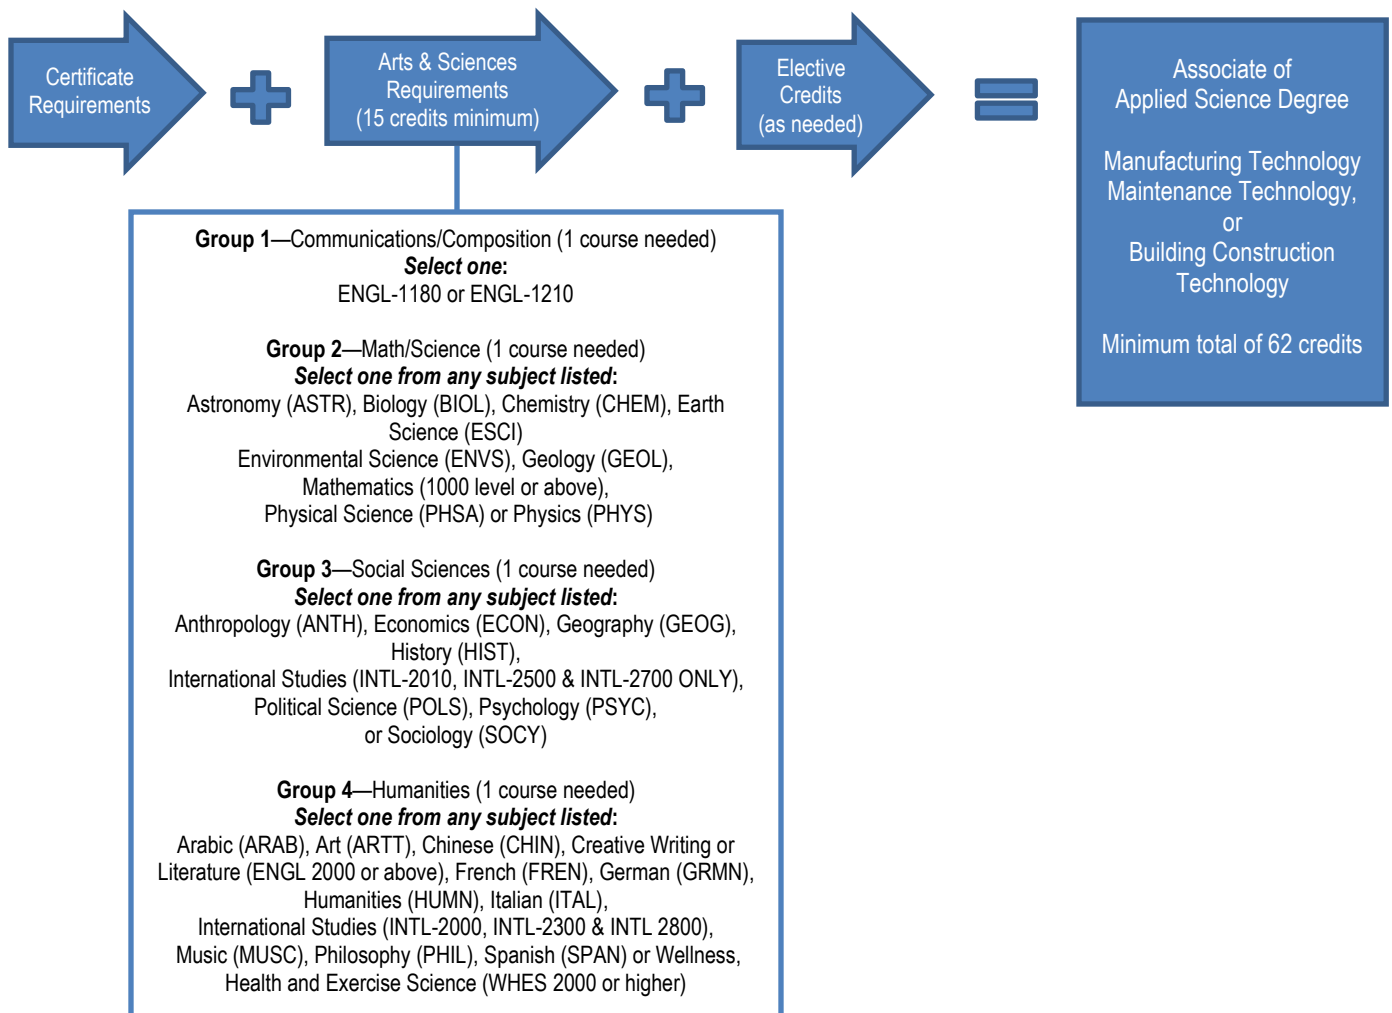 Certificate
Requirements
Arts & Sciences
Requirements
(15 credits minimum)
Elective
Credits
(as needed)
Associate of
Applied Science Degree
Manufacturing Technology
Maintenance Technology,
or
Building Construction
Technology
Minimum total of 62 credits
Group 1—Communications/Composition (1 course needed)
Select one:
ENGL-1180 or ENGL-1210
Group 2—Math/Science (1 course needed)
Select one from any subject listed:
Astronomy (ASTR), Biology (BIOL), Chemistry (CHEM), Earth
Science (ESCI)
Environmental Science (ENVS), Geology (GEOL),
Mathematics (1000 level or above),
Physical Science (PHSA) or Physics (PHYS)
Group 3—Social Sciences (1 course needed)
Select one from any subject listed:
Anthropology (ANTH), Economics (ECON), Geography (GEOG),
History (HIST),
International Studies (INTL-2010, INTL-2500 & INTL-2700 ONLY),
Political Science (POLS), Psychology (PSYC),
or Sociology (SOCY)
Group 4—Humanities (1 course needed)
Select one from any subject listed:
Arabic (ARAB), Art (ARTT), Chinese (CHIN), Creative Writing or
Literature (ENGL 2000 or above), French (FREN), German (GRMN),
Humanities (HUMN), Italian (ITAL),
International Studies (INTL-2000, INTL-2300 & INTL 2800),
Music (MUSC), Philosophy (PHIL), Spanish (SPAN) or Wellness,
Health and Exercise Science (WHES 2000 or higher)